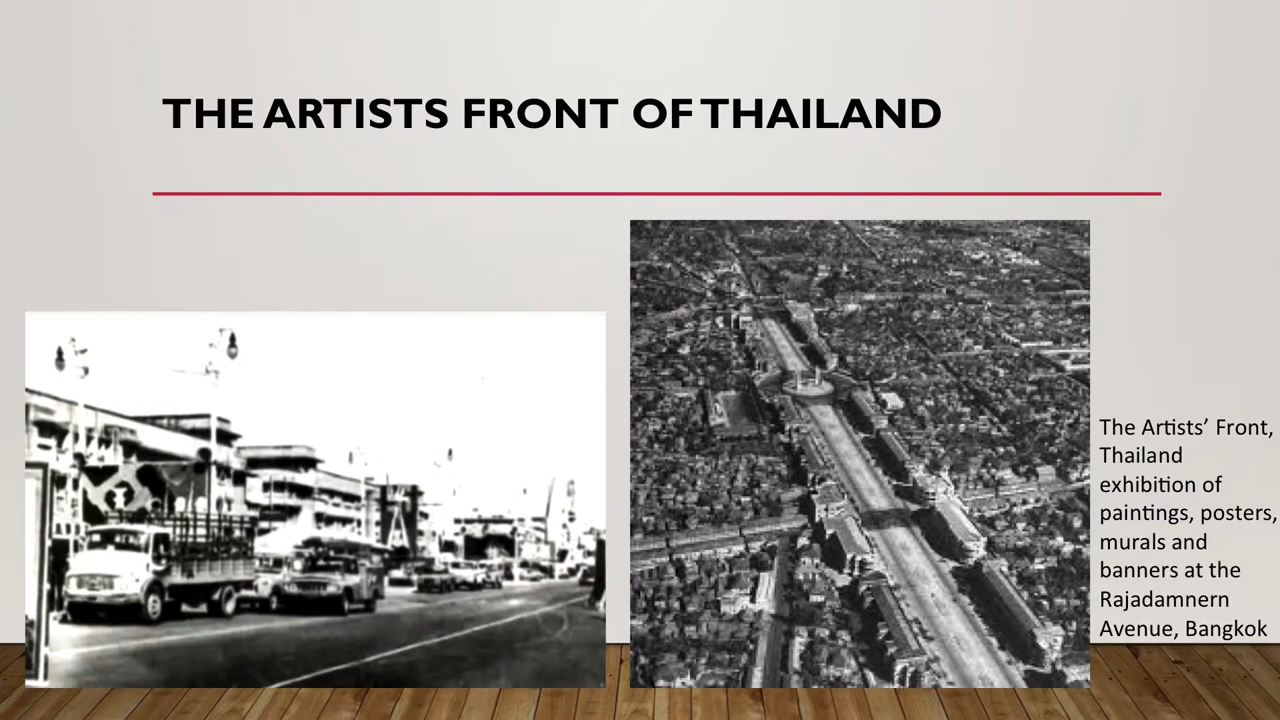 THE ARTISTS FRONT OF THAILAND
The Artists’ Front,
Thailand
exhibition of
paintings, posters,
murals and
banners at the
Rajadamnern
Avenue, Bangkok